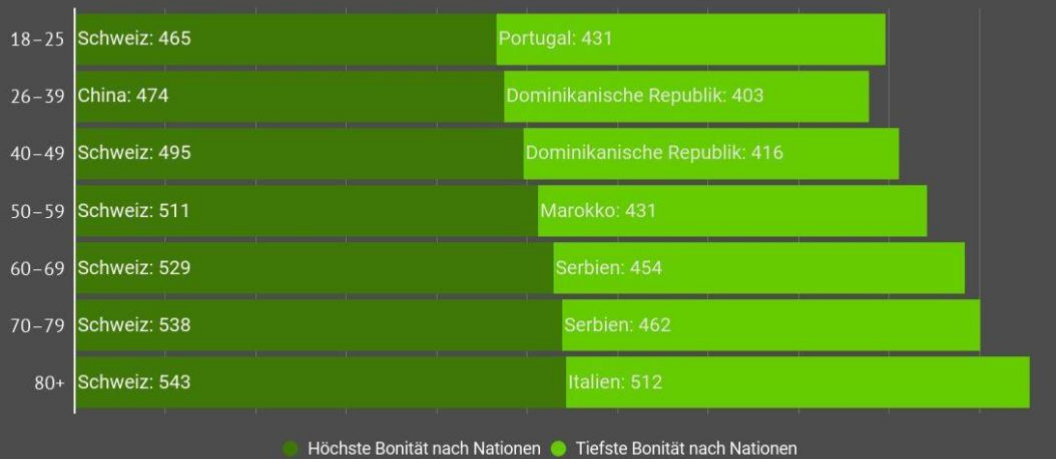 18–25 Schweiz: 465 Portugal: 431
26–39 China: 474 Dominikanische Republik: 403
40–49 Schweiz: 495 Dominikanische Republik: 416
50–59 Schweiz: 511 Marokko: 431
60–69 Schweiz: 529 Serbien: 454
70–79 Schweiz: 538 Serbien: 462
80+ Schweiz: 543 Italien: 512
Höchste Bonität nach Nationen Tiefste Bonität nach Nationen